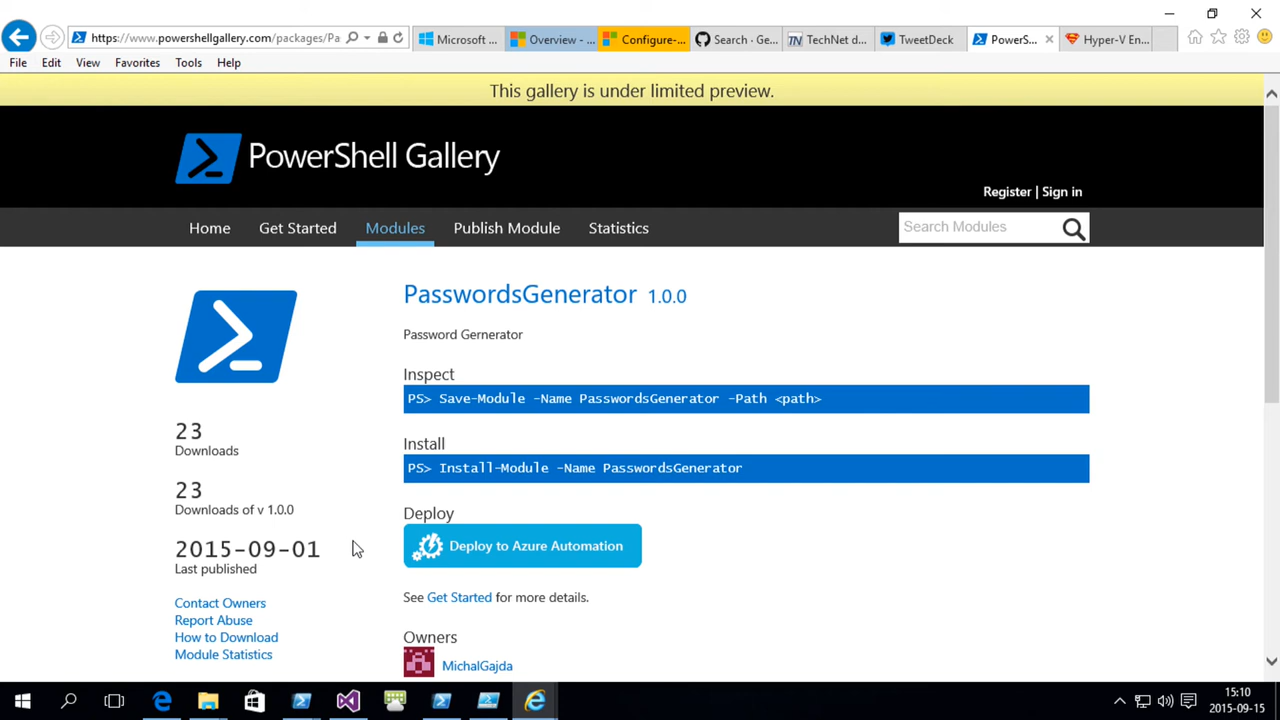 https://www.powershellgallery.com/packages/Pa
Microsoft ...
Overview - ...
Configure-...
Search · Ge...
TechNet d...
TweetDeck
PowerS...
Hyper-V En...
File Edit View Favorites Tools Help
This gallery is under limited preview.
PowerShell Gallery
Register | Sign in
Home Get Started Modules Publish Module Statistics
Search Modules
PasswordsGenerator 1.0.0
Password Gernerator
Inspect
PS> Save-Module -Name PasswordsGenerator -Path <path>
Install
PS> Install-Module -Name PasswordsGenerator
Deploy
Deploy to Azure Automation
See Get Started for more details.
Owners
MichalGajda
23
Downloads
23
Downloads of v 1.0.0
2015-09-01
Last published
Contact Owners
Report Abuse
How to Download
Module Statistics
15:10
2015-09-15